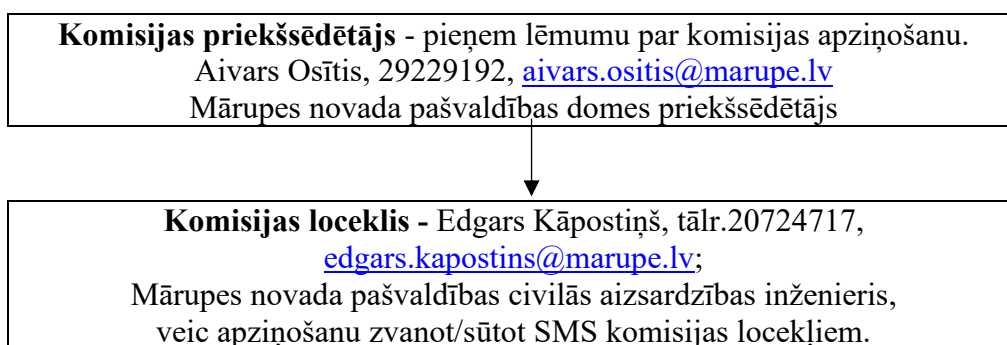 Komisijas priekšsēdētājs - pieņem lēmumu par komisijas apziņošanu.
Aivars Osītis, 29229192, aivars.ositis@marupe.lv
Mārupes novada pašvaldības domes priekšsēdētājs
Komisijas loceklis - Edgars Kāpostiņš, tālr.20724717,
edgars.kapostins@marupe.lv;
Mārupes novada pašvaldības civilās aizsardzības inženieris,
veic apziņošanu zvanot/sūtot SMS komisijas locekļiem.